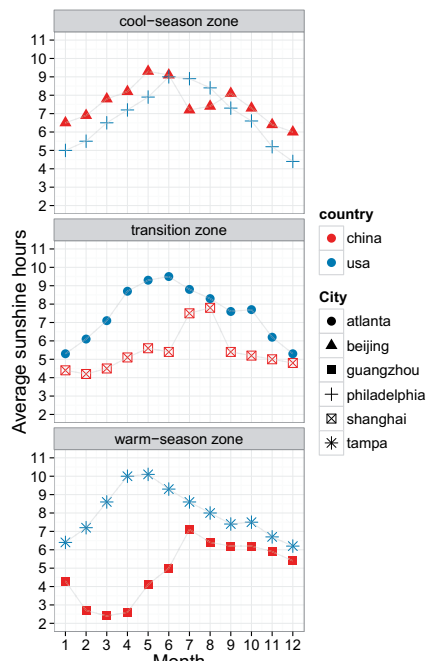 cool−season zone
11
10
9
8
7
6
5
4
3
2
transition zone
11
10
9
8
7
6
5
4
3
2
warm−season zone
11
10
9
8
7
6
5
4
3
2
1 2 3 4 5 6 7 8 9 10 11 12
Month
Average sunshine hours
country
china
usa
City
atlanta
beijing
guangzhou
philadelphia
shanghai
tampa